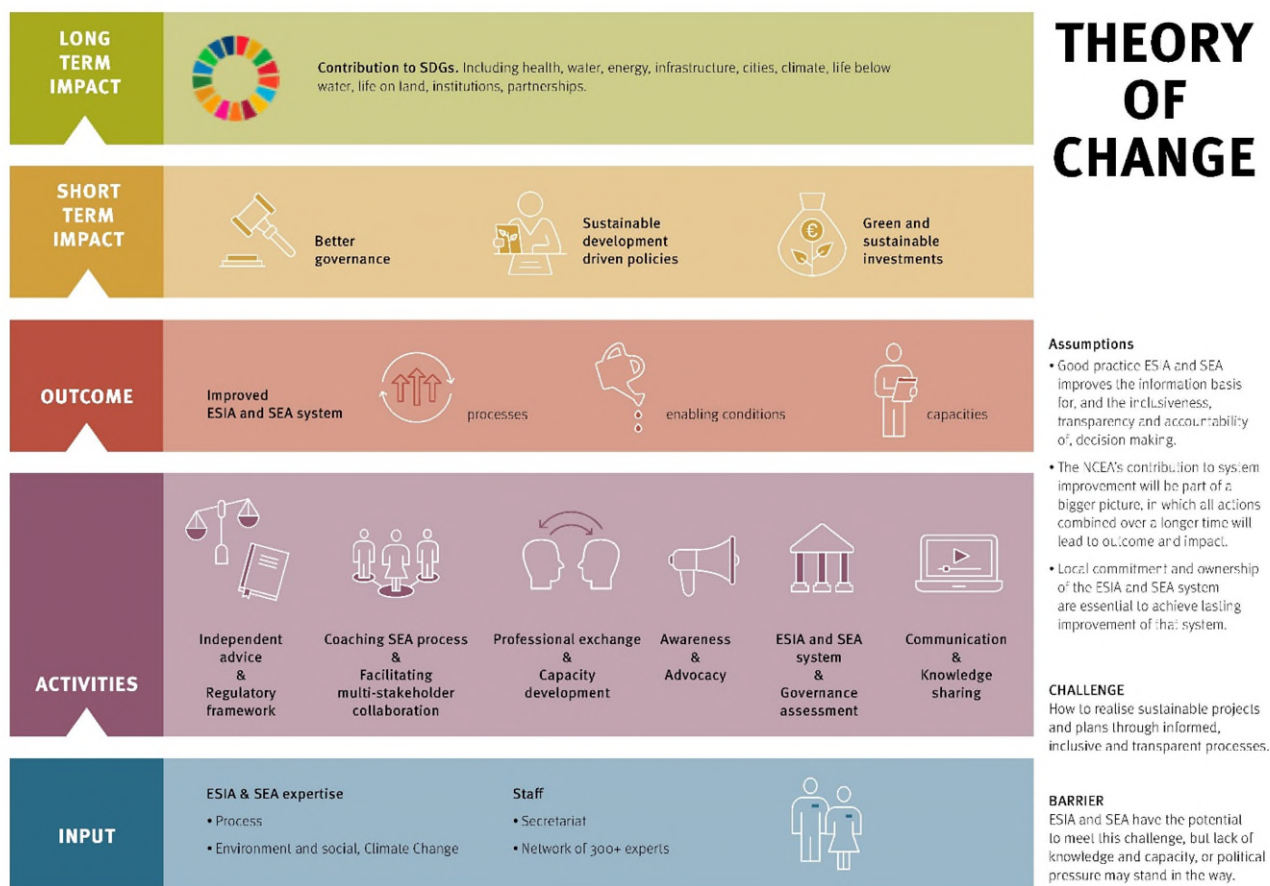 THEORY
OF
CHANGE
LONG
TERM
IMPACT
Contribution to SDGs. Including health, water, energy, infrastructure, cities, climate, life below
water, life on land, institutions, partnerships.
SHORT
TERM
IMPACT
Better
governance
Sustainable
development
driven policies
€
Green and
sustainable
investments
OUTCOME
Improved
ESIA and SEA system
processes
enabling conditions
capacities
ACTIVITIES
Independent
advice
&
Regulatory
framework
Coaching SEA process
&
Facilitating
multi-stakeholder
collaboration
Professional exchange
&
Capacity
development
Awareness
&
Advocacy
ESIA and SEA
system
&
Governance
assessment
Communication
&
Knowledge
sharing
INPUT
ESIA & SEA expertise
• Process
• Environment and social, Climate Change
Staff
• Secretariat
• Network of 300+ experts
Assumptions
• Good practice ESIA and SEA
improves the information basis
for, and the inclusiveness,
transparency and accountability
of, decision making.
• The NCEA's contribution to system
improvement will be part of a
bigger picture, in which all actions
combined over a longer time will
lead to outcome and impact.
• Local commitment and ownership
of the ESIA and SEA system
are essential to achieve lasting
improvement of that system.
CHALLENGE
How to realise sustainable projects
and plans through informed,
inclusive and transparent processes.
BARRIER
ESIA and SEA have the potential
to meet this challenge, but lack of
knowledge and capacity, or political
pressure may stand in the way.